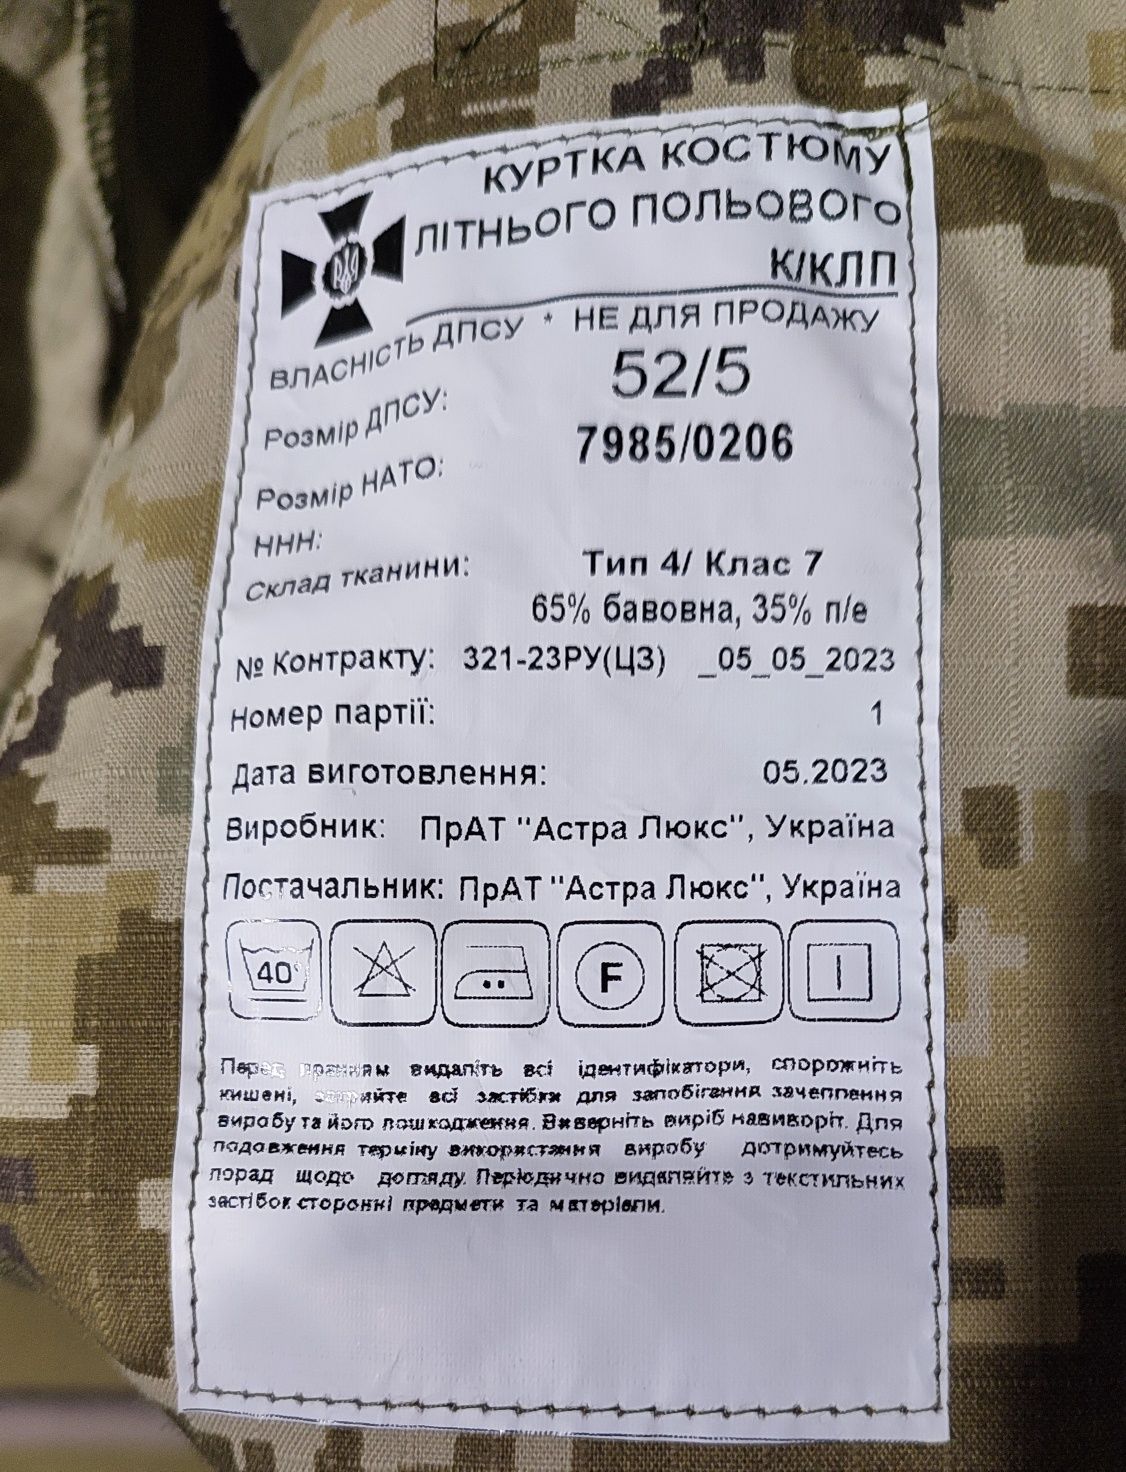 КУРТКА КОСТЮМУ
ЛІТНЬОГО ПОЛЬОВОГО
К/КЛП
ВЛАСНІСТЬ ДПСУ * НЕ ДЛЯ ПРОДАЖУ
Розмір ДПСУ: 52/5
Розмір НАТО: 7985/0206
ННН:
Склад тканини: Тип 4/ Клас 7
65% бавовна, 35% п/е
№ Контракту: 321-23РУ(ЦЗ) _05_05_2023
Номер партії: 1
Дата виготовлення: 05.2023
Виробник: ПрАТ "Астра Люкс", Україна
Постачальник: ПрАТ "Астра Люкс", Україна
40° F
Перед пранням видаліть всі ідентифікатори, спорожніть
кишені, всі застібки для запобігання зачеплення
виробу та його пошкодження. Виверніть виріб навиворіт. Для
подовження терміну використання виробу дотримуйтесь
порад щодо догляду. Періодично видаляйте з текстильних
застібок сторонні предмети та матеріали.